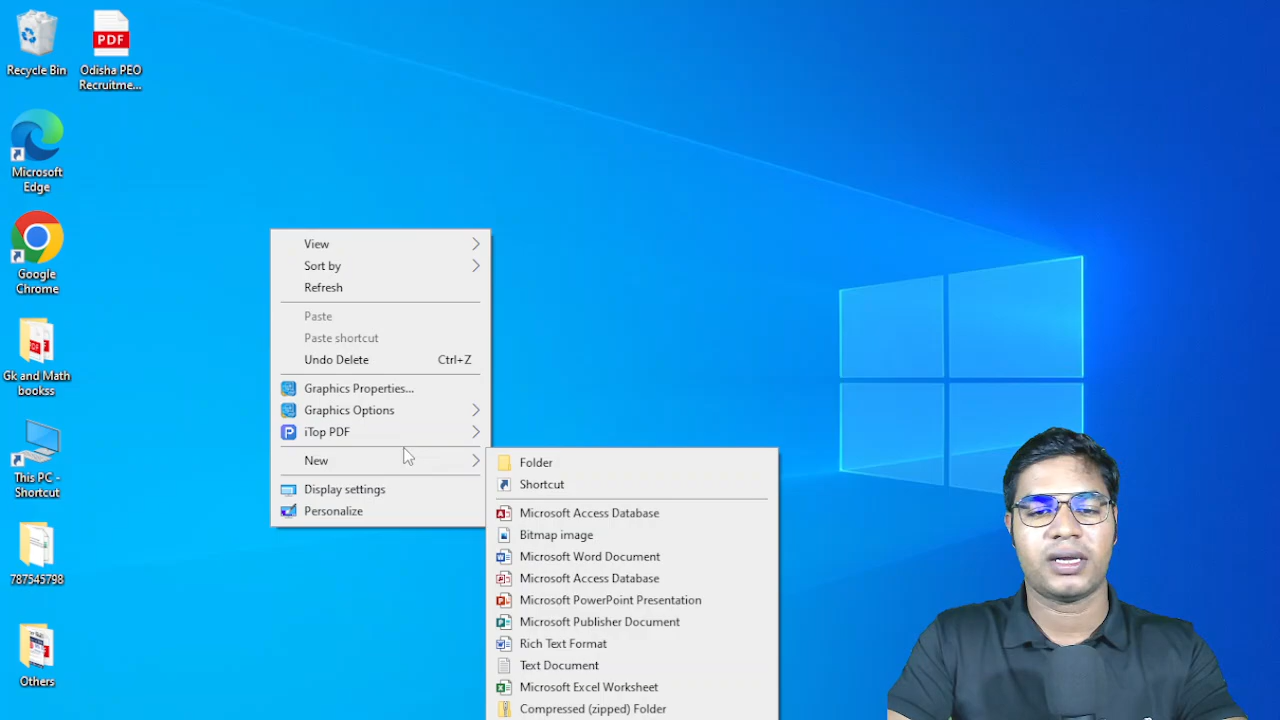 Recycle Bin
Odisha PEO
Recruitme...
Microsoft
Edge
Google
Chrome
Gk and Math
bookss
This PC -
Shortcut
787545798
Others
PDF
View
Sort by
Refresh
Paste
Paste shortcut
Undo Delete Ctrl+Z
Graphics Properties...
Graphics Options
iTop PDF
New
Display settings
Personalize
Folder
Shortcut
Microsoft Access Database
Bitmap image
Microsoft Word Document
Microsoft Access Database
Microsoft PowerPoint Presentation
Microsoft Publisher Document
Rich Text Format
Text Document
Microsoft Excel Worksheet
Compressed (zipped) Folder